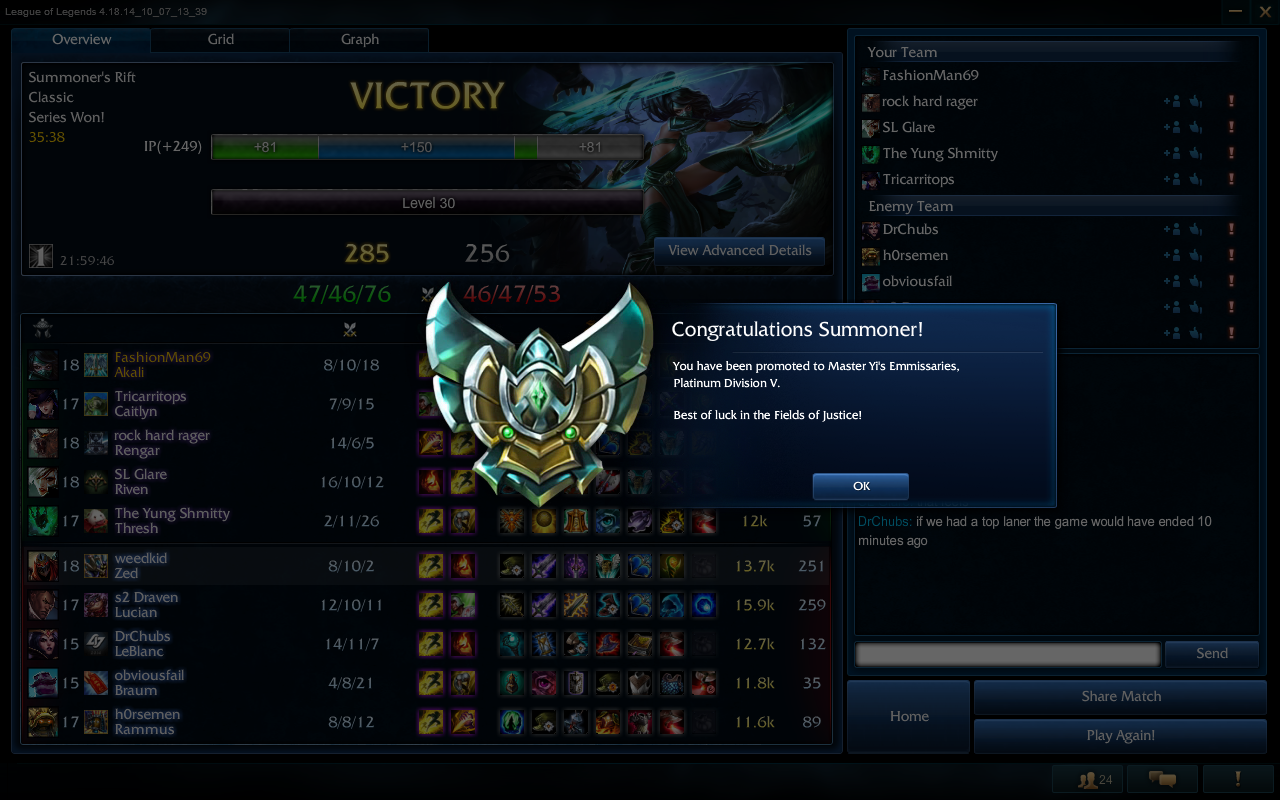 League of Legends 4.18.14_10_07_13_39
Overview
Grid
Graph
Summoner's Rift
Classic
Series Won!
35:38
VICTORY
IP(+249)
+81
+150
+81
Level 30
21:59:46
285
256
View Advanced Details
47/46/76
46/47/53
18
FashionMan69
Akali
8/10/18
17
Tricarritops
Caitlyn
7/9/15
18
rock hard rager
Rengar
14/6/5
18
SL Glare
Riven
16/10/12
17
The Yung Shmitty
Thresh
2/11/26
12k
57
18
weedkid
Zed
8/10/2
13.7k
251
17
s2 Draven
Lucian
12/10/11
15.9k
259
15
DrChubs
LeBlanc
14/11/7
12.7k
132
15
obviousfail
Braum
4/8/21
11.8k
35
17
h0rsemen
Rammus
8/8/12
11.6k
89
Your Team
FashionMan69
rock hard rager
SL Glare
The Yung Shmitty
Tricarritops
Enemy Team
DrChubs
h0rsemen
obviousfail
Congratulations Summoner!
You have been promoted to Master Yi's Emmissaries,
Platinum Division V.
Best of luck in the Fields of Justice!
OK
DrChubs: if we had a top laner the game would have ended 10
minutes ago
Send
Home
Share Match
Play Again!
24